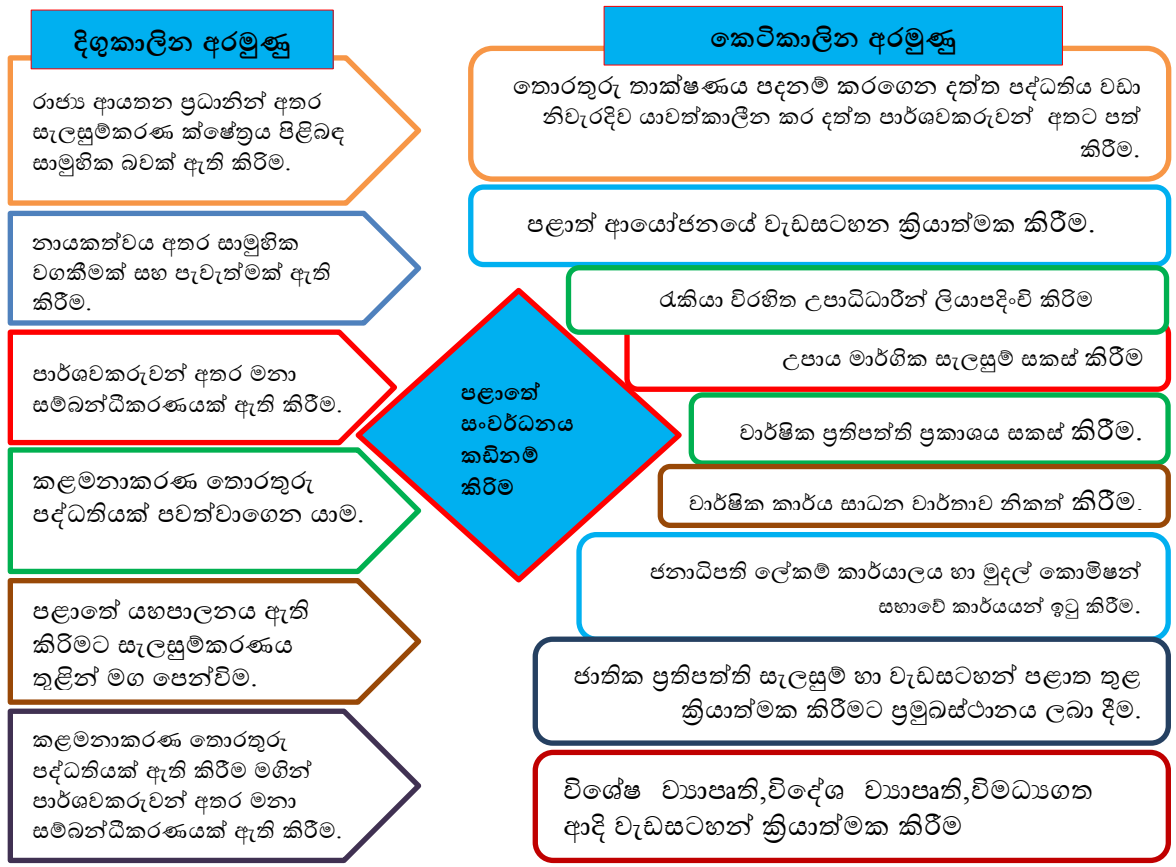 දිගුකාලින අරමුණු
රාජ්‍ය ආයතන ප්‍රධානින් අතර
සැලසුම්කරණ ක්ෂේත්‍රය පිළිබඳ
සාමුහික බවක් ඇති කිරිම.
නායකත්වය අතර සාමුහික
වගකීමක් සහ පැවැත්මක් ඇති
කිරීම.
පාර්ශවකරුවන් අතර මනා
සම්බන්ධීකරණයක් ඇති කිරීම.
කළමනාකරණ තොරතුරු
පද්ධතියක් පවත්වාගෙන යාම.
පළාතේ යහපාලනය ඇති
කිරිමට සැලසුම්කරණය
තුළින් මග පෙන්විම.
කළමනාකරණ තොරතුරු
පද්ධතියක් ඇති කිරීම මගින්
පාර්ශවකරුවන් අතර මනා
සම්බන්ධීකරණයක් ඇති කිරීම.
පළාතේ
සංවර්ධනය
කඩිනම්
කිරිම
කෙටිකාලින අරමුණු
තොරතුරු තාක්ෂණය පදනම් කරගෙන දත්ත පද්ධතිය වඩා
නිවැරදිව යාවත්කාලීන කර දත්ත පාර්ශවකරුවන් අතට පත්
කිරීම.
පළාත් ආයෝජනයේ වැඩසටහන ක්‍රියාත්මක කිරීම.
රැකියා විරහිත උපාධිධාරීන් ලියාපදිංචි කිරිම
උපාය මාර්ගික සැලසුම් සකස් කිරීම
වාර්ෂික ප්‍රතිපත්ති ප්‍රකාශය සකස් කිරීම.
වාර්ෂික කාර්ය සාධන වාර්තාව නිකත් කිරීම.
ජනාධිපති ලේකම් කාර්යාලය හා මුදල් කොමිෂන්
සභාවේ කාර්යයන් ඉටු කිරීම.
ජාතික ප්‍රතිපත්ති සැලසුම් හා වැඩසටහන් පළාත තුළ
ක්‍රියාත්මක කිරීමට ප්‍රමුඛස්ථානය ලබා දීම.
විශේෂ ව්‍යාපෘති,විදේශ ව්‍යාපෘති,විමධ්‍යගත
ආදි වැඩසටහන් ක්‍රියාත්මක කිරීම